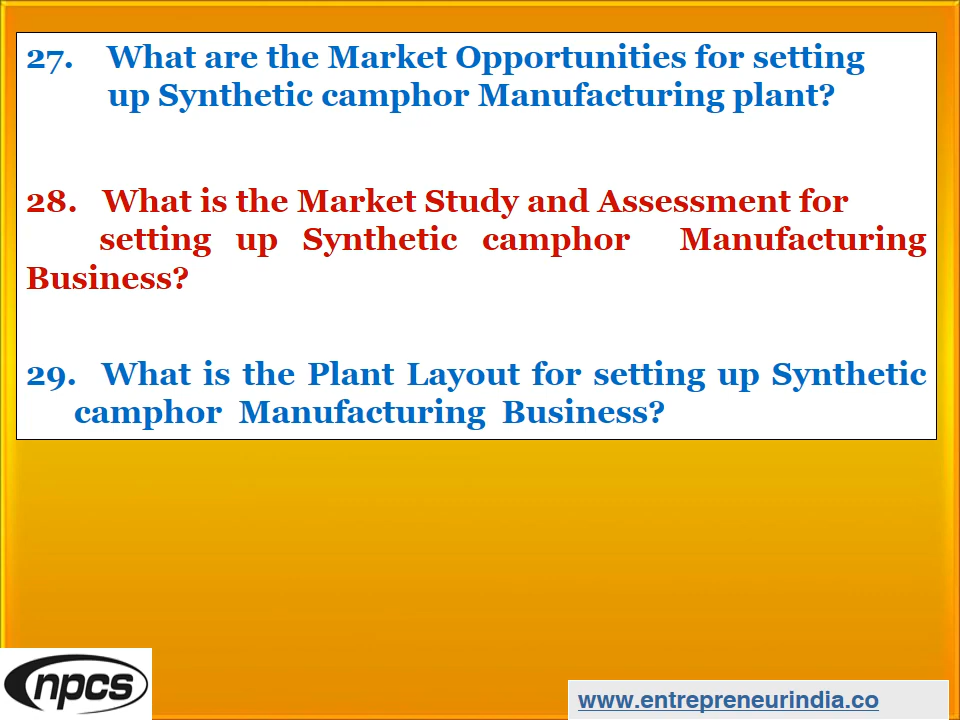 27. What are the Market Opportunities for setting
up Synthetic camphor Manufacturing plant?
28. What is the Market Study and Assessment for
setting up Synthetic camphor Manufacturing
Business?
29. What is the Plant Layout for setting up Synthetic
camphor Manufacturing Business?
npcs
www.entrepreneurindia.co